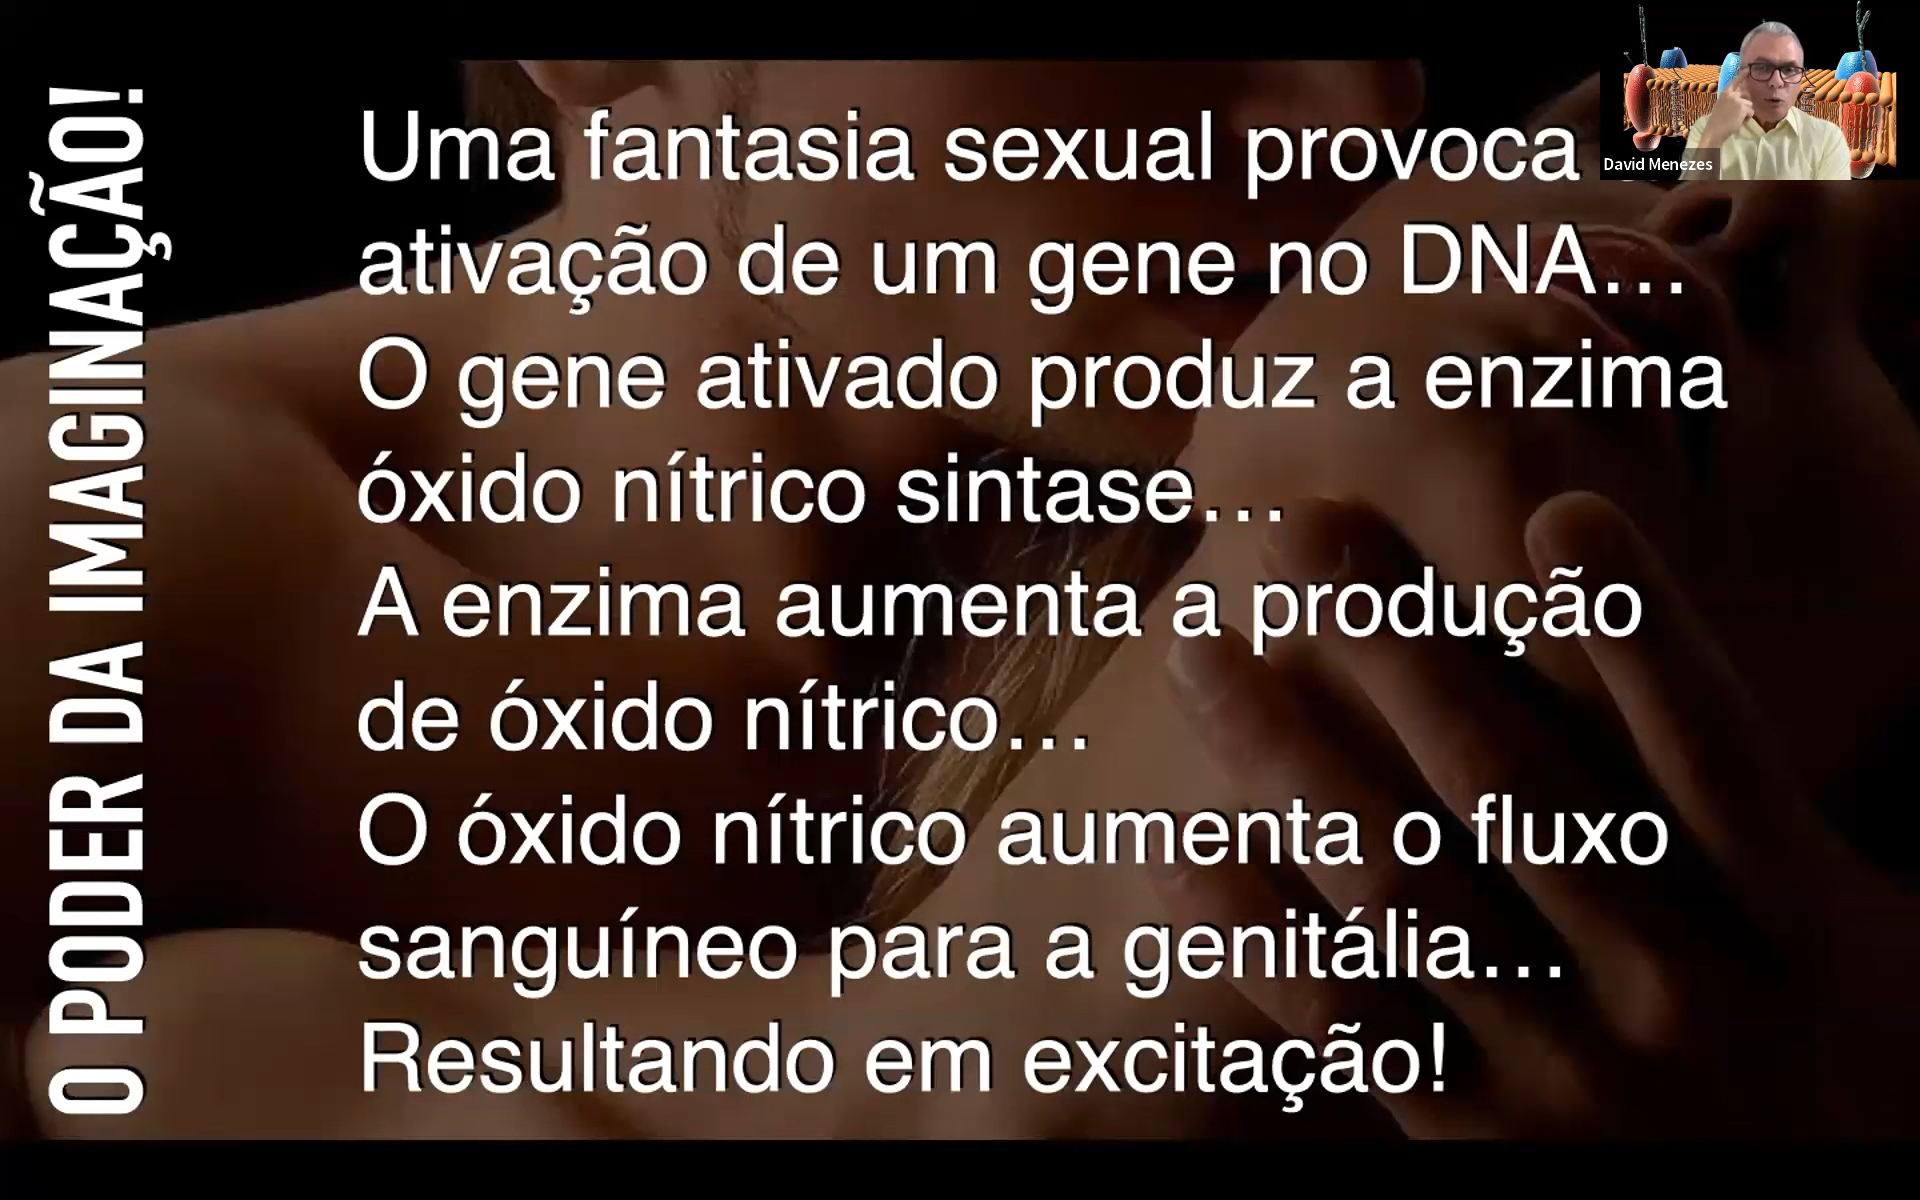 O PODER DA IMAGINAÇÃO!
Uma fantasia sexual provoca
ativação de um gene no DNA...
O gene ativado produz a enzima
óxido nítrico sintase...
A enzima aumenta a produção
de óxido nítrico...
O óxido nítrico aumenta o fluxo
sanguíneo para a genitália...
Resultando em excitação!
David Menezes